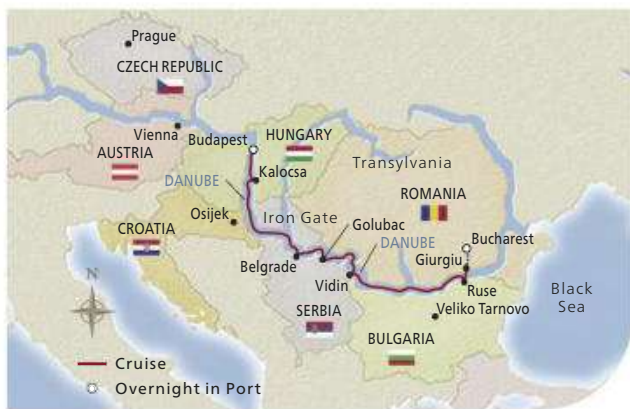 Prague
CZECH REPUBLIC
Vienna
Budapest
HUNGARY
AUSTRIA
Transylvania
DANUBE
Kalocsa
ROMANIA
Osijek
Iron Gate
Golubac
CROATIA
Bucharest
DANUBE
Giurgiu
Belgrade
N
Vidin
Ruse
Black
Sea
SERBIA
Veliko Tarnovo
BULGARIA
Cruise
Overnight in Port